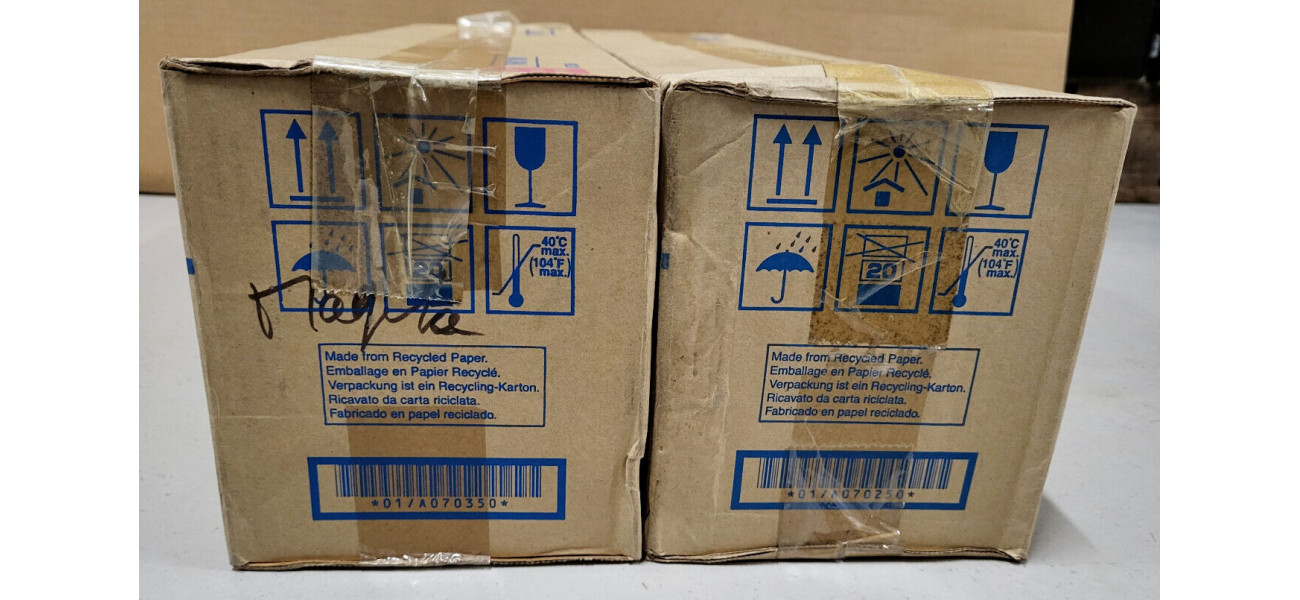 20
40°C
max.
(104°F
max.)
Magenta
Made from Recycled Paper.
Emballage en Papier Recyclé.
Verpackung ist ein Recycling-Karton.
Ricavato da carta riciclata.
Fabricado en papel reciclado.
*01/A070350*
20
40°C
max.
(104°F
max.)
Made from Recycled Paper.
Emballage en Papier Recyclé.
Verpackung ist ein Recycling-Karton.
Ricavato da carta riciclata.
Fabricado en papel reciclado.
*01/A070250*